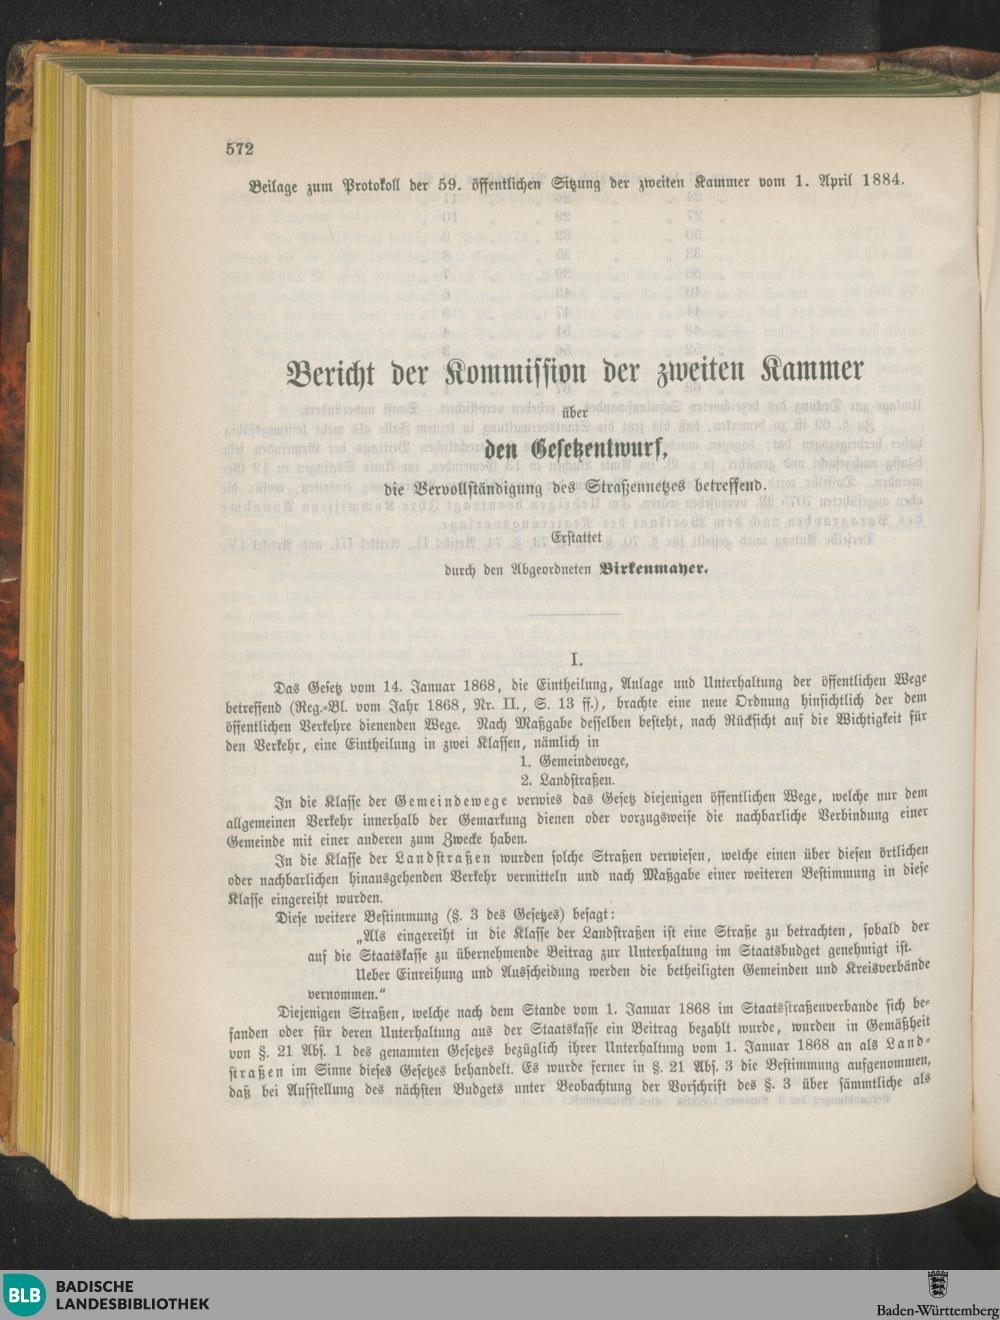 572
Beilage zum Protokoll der 59. öffentlichen Sitzung der zweiten Kammer vom 1. April 1884.
Bericht der Kommission der zweiten Kammer
über
den Gesetzentwurf,
die Vervollständigung des Straßennetzes betreffend.
Erstattet
durch den Abgeordneten Birkenmayer.
I.
Das Gesetz vom 14. Januar 1868, die Eintheilung, Anlage und Unterhaltung der öffentlichen Wege
betreffend (Reg.=Bl. vom Jahr 1868, Nr. II., S. 13 ff.), brachte eine neue Ordnung hinsichtlich der dem
öffentlichen Verkehre dienenden Wege. Nach Maßgabe desselben besteht, nach Rücksicht auf die Wichtigkeit für
den Verkehr, eine Eintheilung in zwei Klassen, nämlich in
1. Gemeindewege,
2. Landstraßen.
In die Klasse der Gemeindewege verwies das Gesetz diejenigen öffentlichen Wege, welche nur dem
allgemeinen Verkehr innerhalb der Gemarkung dienen oder vorzugsweise die nachbarliche Verbindung einer
Gemeinde mit einer anderen zum Zwecke haben.
In die Klasse der Landstraßen wurden solche Straßen verwiesen, welche einen über diesen örtlichen
oder nachbarlichen hinausgehenden Verkehr vermitteln und nach Maßgabe einer weiteren Bestimmung in diese
Klasse eingereiht wurden.
Diese weitere Bestimmung (§. 3 des Gesetzes) besagt:
„Als eingereiht in die Klasse der Landstraßen ist eine Straße zu betrachten, sobald der
auf die Staatskasse zu übernehmende Beitrag zur Unterhaltung im Staatsbudget genehmigt ist.
Ueber Einreihung und Ausscheidung werden die betheiligten Gemeinden und Kreisverbände
vernommen.“
Diejenigen Straßen, welche nach dem Stande vom 1. Januar 1868 im Staatsstraßenverbande sich be=
fanden oder für deren Unterhaltung aus der Staatskasse ein Beitrag bezahlt wurde, wurden in Gemäßheit
von §. 21 Abs. 1 des genannten Gesetzes bezüglich ihrer Unterhaltung vom 1. Januar 1868 an als Land=
straßen im Sinne dieses Gesetzes behandelt. Es wurde ferner in §. 21 Abs. 3 die Bestimmung aufgenommen,
daß bei Aufstellung des nächsten Budgets unter Beobachtung der Vorschrift des §. 3 über sämmtliche als
BLB BADISCHE
LANDESBIBLIOTHEK
Baden-Württemberg